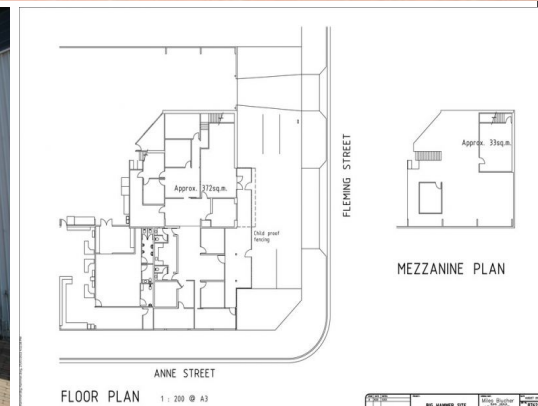 Approx. 372sq.m.
Child proof
fencing
FLEMING STREET
Approx. 33sq.m.
MEZZANINE PLAN
ANNE STREET
FLOOR PLAN 1 : 200 @ A3
BIG HAMMER SITE
Miles Blucher